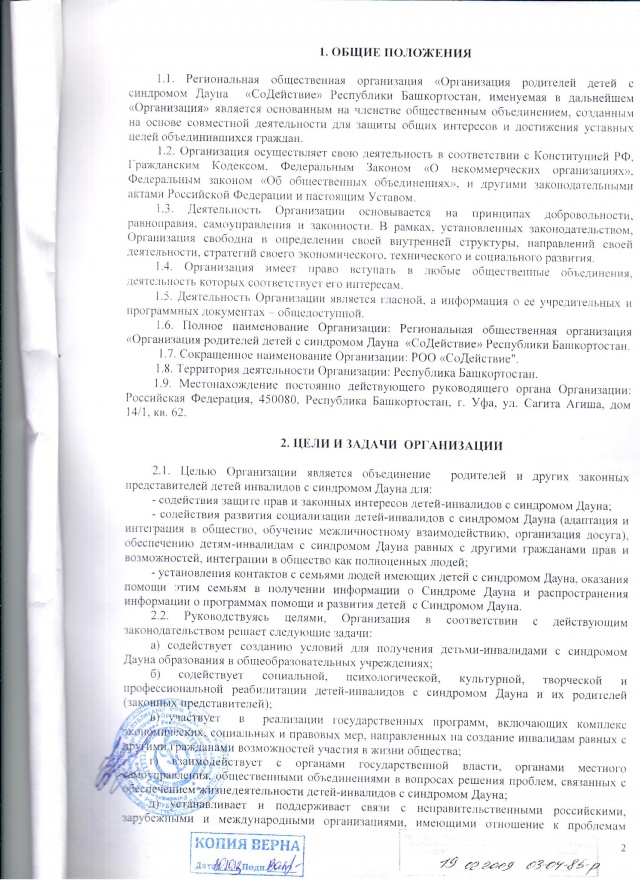 1. ОБЩИЕ ПОЛОЖЕНИЯ
1.1. Региональная общественная организация «Организация родителей детей с
синдромом Дауна «СоДействие» Республики Башкортостан, именуемая в дальнейшем
«Организация» является основанным на членстве общественным объединением, созданным
на основе совместной деятельности для защиты общих интересов и достижения уставных
целей объединившихся граждан.
1.2. Организация осуществляет свою деятельность в соответствии с Конституцией РФ,
Гражданским Кодексом, Федеральным Законом «О некоммерческих организациях»,
Федеральным законом «Об общественных объединениях», и другими законодательными
актами Российской Федерации и настоящим Уставом.
1.3. Деятельность Организации основывается на принципах добровольности,
равноправия, самоуправления и законности. В рамках, установленных законодательством,
Организация свободна в определении своей внутренней структуры, направлений своей
деятельности, стратегий своего экономического, технического и социального развития.
1.4. Организация имеет право вступать в любые общественные объединения,
деятельность которых соответствует его интересам.
1.5. Деятельность Организации является гласной, а информация о ее учредительных и
программных документах – общедоступной.
1.6. Полное наименование Организации: Региональная общественная организация
«Организация родителей детей с синдромом Дауна «СоДействие» Республики Башкортостан.
1.7. Сокращенное наименование Организации: РОО «СоДействие".
1.8. Территория деятельности Организации: Республика Башкортостан.
1.9. Местонахождение постоянно действующего руководящего органа Организации:
Российская Федерация, 450080, Республика Башкортостан, г. Уфа, ул. Сагита Агиша, дом
14/1, кв. 62.
2. ЦЕЛИ И ЗАДАЧИ ОРГАНИЗАЦИИ
2.1. Целью Организации является объединение родителей и других законных
представителей детей инвалидов с синдромом Дауна для:
- содействия защите прав и законных интересов детей-инвалидов с синдромом Дауна;
- содействия развития социализации детей-инвалидов с синдромом Дауна (адаптация и
интеграция в общество, обучение межличностному взаимодействию, организация досуга),
обеспечению детям-инвалидам с синдромом Дауна равных с другими гражданами прав и
возможностей, интеграции в общество как полноценных людей;
- установления контактов с семьями людей имеющих детей с синдромом Дауна, оказания
помощи этим семьям в получении информации о Синдроме Дауна и распространения
информации о программах помощи и развития детей с Синдромом Дауна.
2.2. Руководствуясь целями, Организация в соответствии с действующим
законодательством решает следующие задачи:
а) содействует созданию условий для получения детьми-инвалидами с синдромом
Дауна образования в общеобразовательных учреждениях;
б) содействует социальной, психологической, культурной, творческой и
профессиональной реабилитации детей-инвалидов с синдромом Дауна и их родителей
(законных представителей);
в) участвует в реализации государственных программ, включающих комплекс
экономических, социальных и правовых мер, направленных на создание инвалидам равных с
другими гражданами возможностей участия в жизни общества;
г) взаимодействует с органами государственной власти, органами местного
самоуправления, общественными объединениями в вопросах решения проблем, связанных с
обеспечением жизнедеятельности детей-инвалидов с синдромом Дауна;
д) устанавливает и поддерживает связи с неправительственными российскими,
зарубежными и международными организациями, имеющими отношение к проблемам
2
КОПИЯ ВЕРНА
Дата Подп.
19 02 2009 03-04-85-р